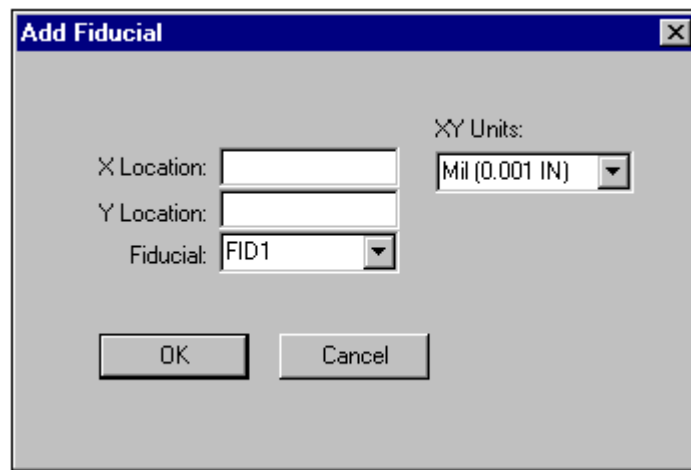 Add Fiducial
XY Units:
X Location:
Mil (0.001 IN)
Y Location:
Fiducial: FID1
OK Cancel